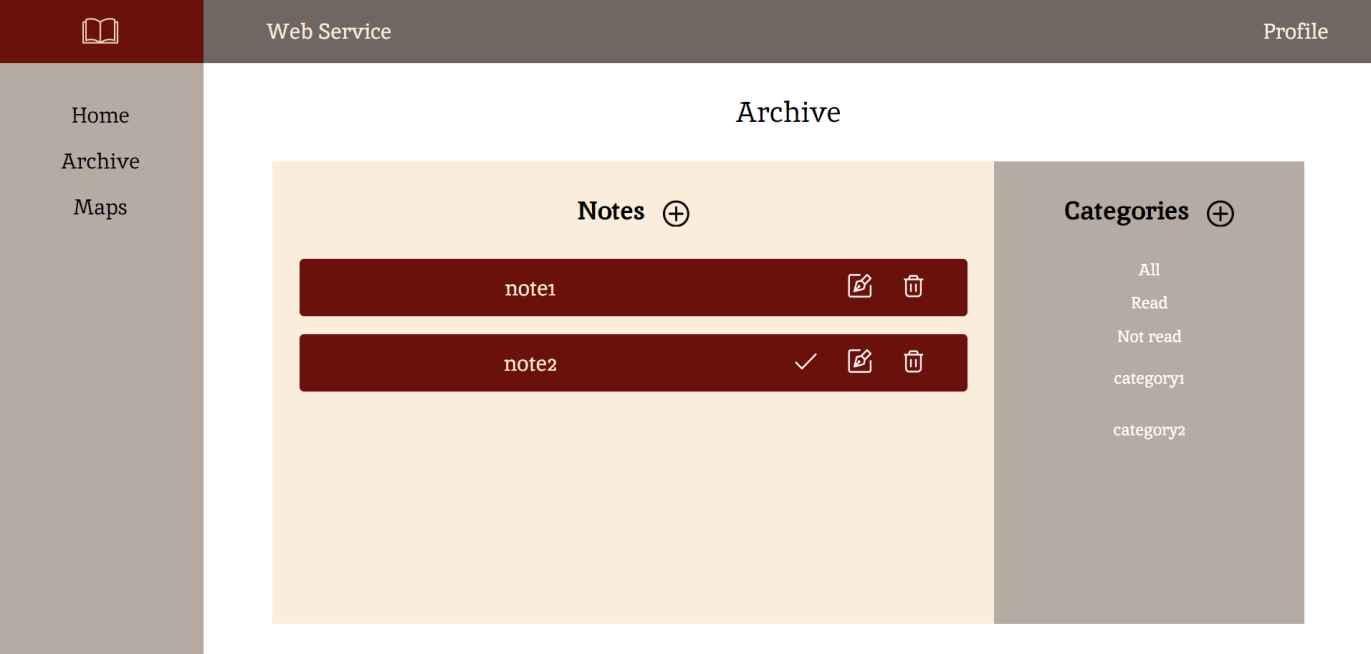 Web Service
Profile
Home
Archive
Maps
Archive
Notes
note1
note2
Categories
All
Read
Not read
category1
category2